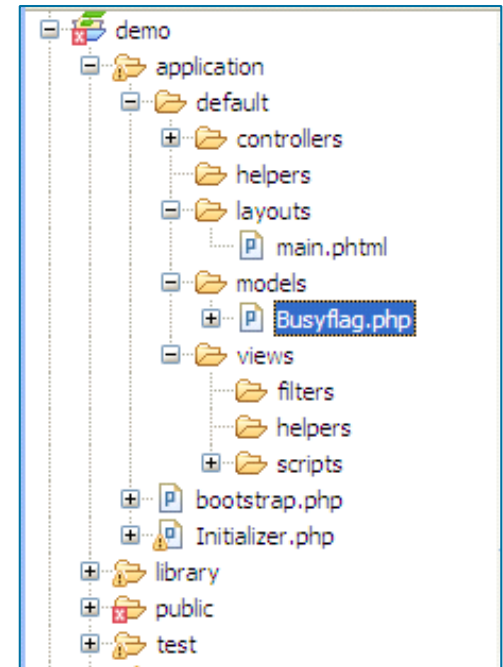 demo
application
default
controllers
helpers
layouts
main.phtml
models
Busyflag.php
views
filters
helpers
scripts
bootstrap.php
Initializer.php
library
public
test